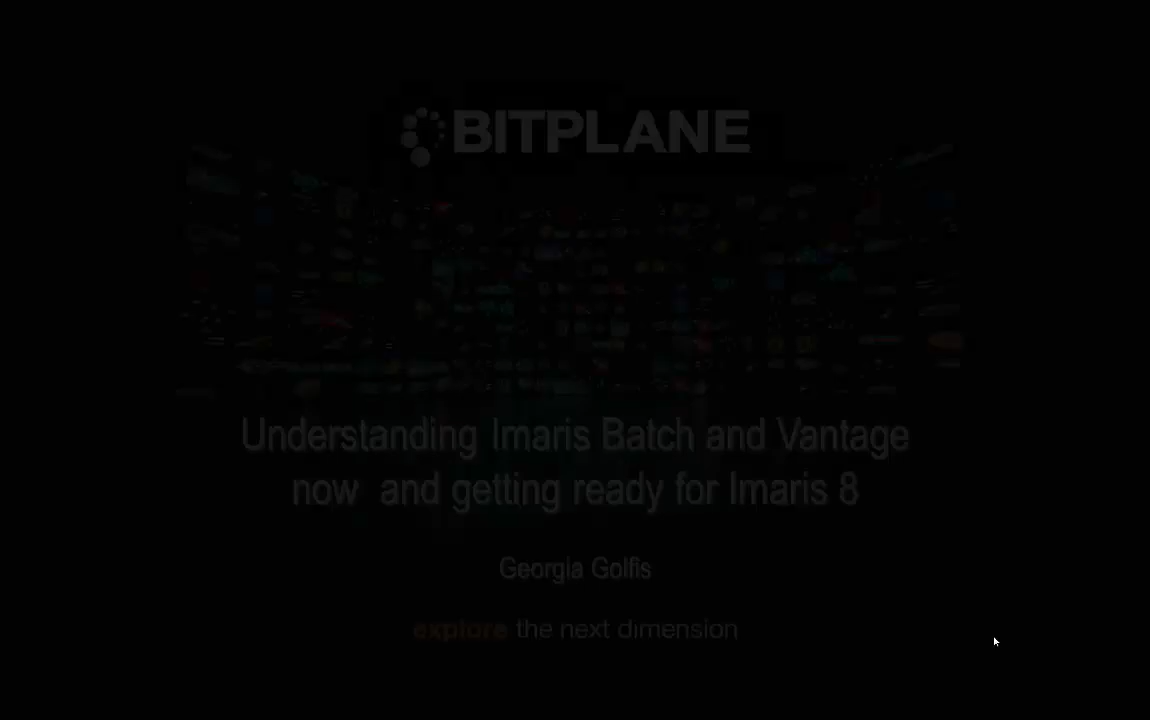 BITPLANE
Understanding Imaris Batch and Vantage
now and getting ready for Imaris 8
Georgia Golfis
explore the next dimension